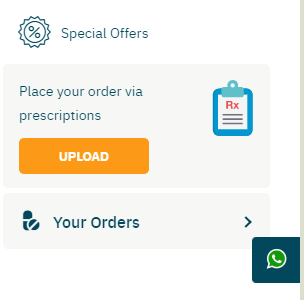 Special Offers
Place your order via
prescriptions
Rx
UPLOAD
Your Orders